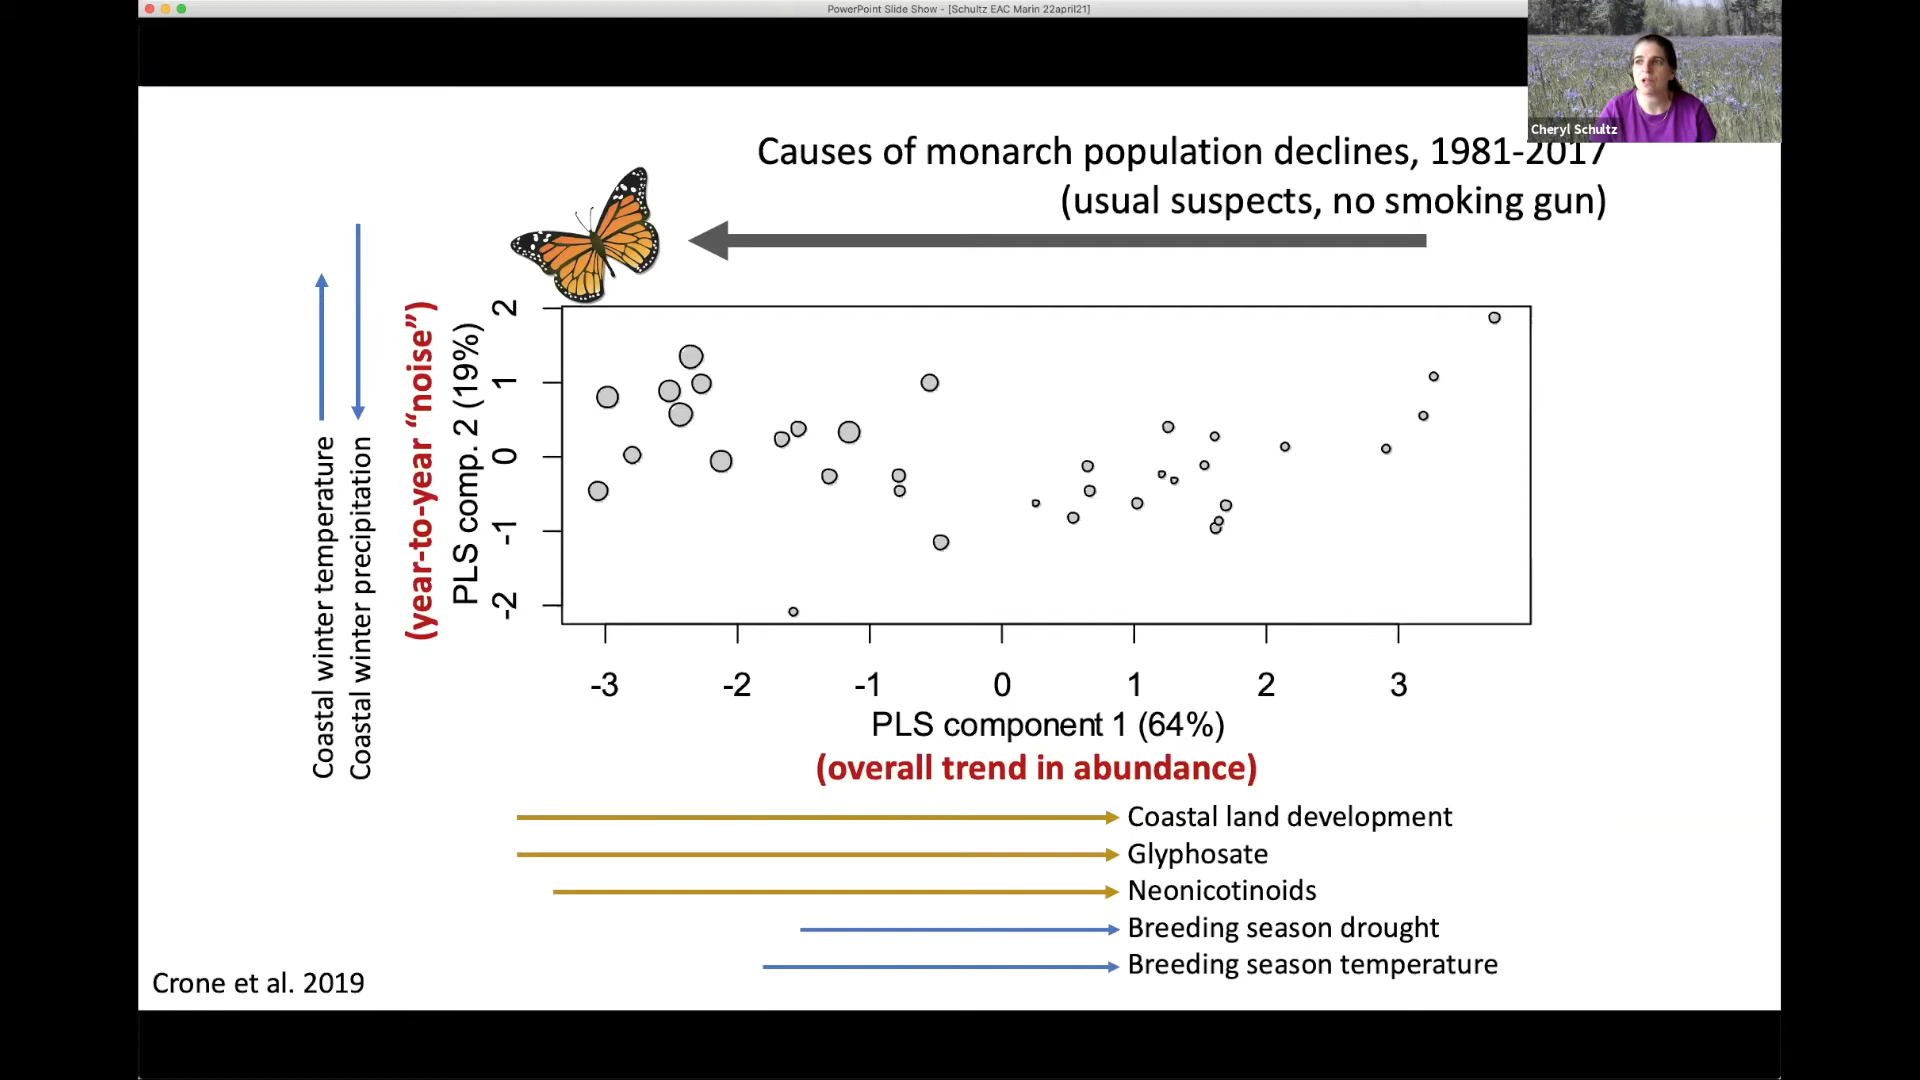 PowerPoint Slide Show - [Schultz EAC Marin 22april21]
Cheryl Schultz
Causes of monarch population declines, 1981-2017
(usual suspects, no smoking gun)
Coastal winter temperature
Coastal winter precipitation
(year-to-year “noise”)
PLS comp. 2 (19%)
2
1
0
-1
-2
-3 -2 -1 0 1 2 3
PLS component 1 (64%)
(overall trend in abundance)
Coastal land development
Glyphosate
Neonicotinoids
Breeding season drought
Breeding season temperature
Crone et al. 2019